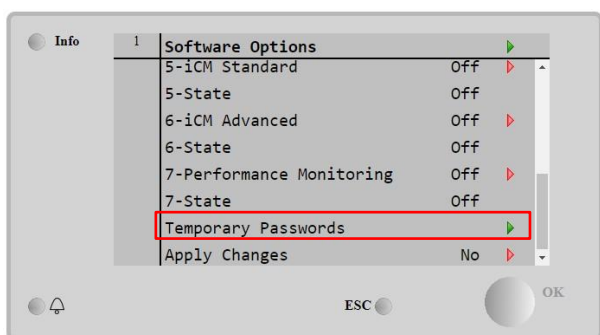 Info
1 Software Options
5-iCM Standard Off
5-State Off
6-iCM Advanced Off
6-State Off
7-Performance Monitoring Off
7-State Off
Temporary Passwords
Apply Changes No
ESC
OK